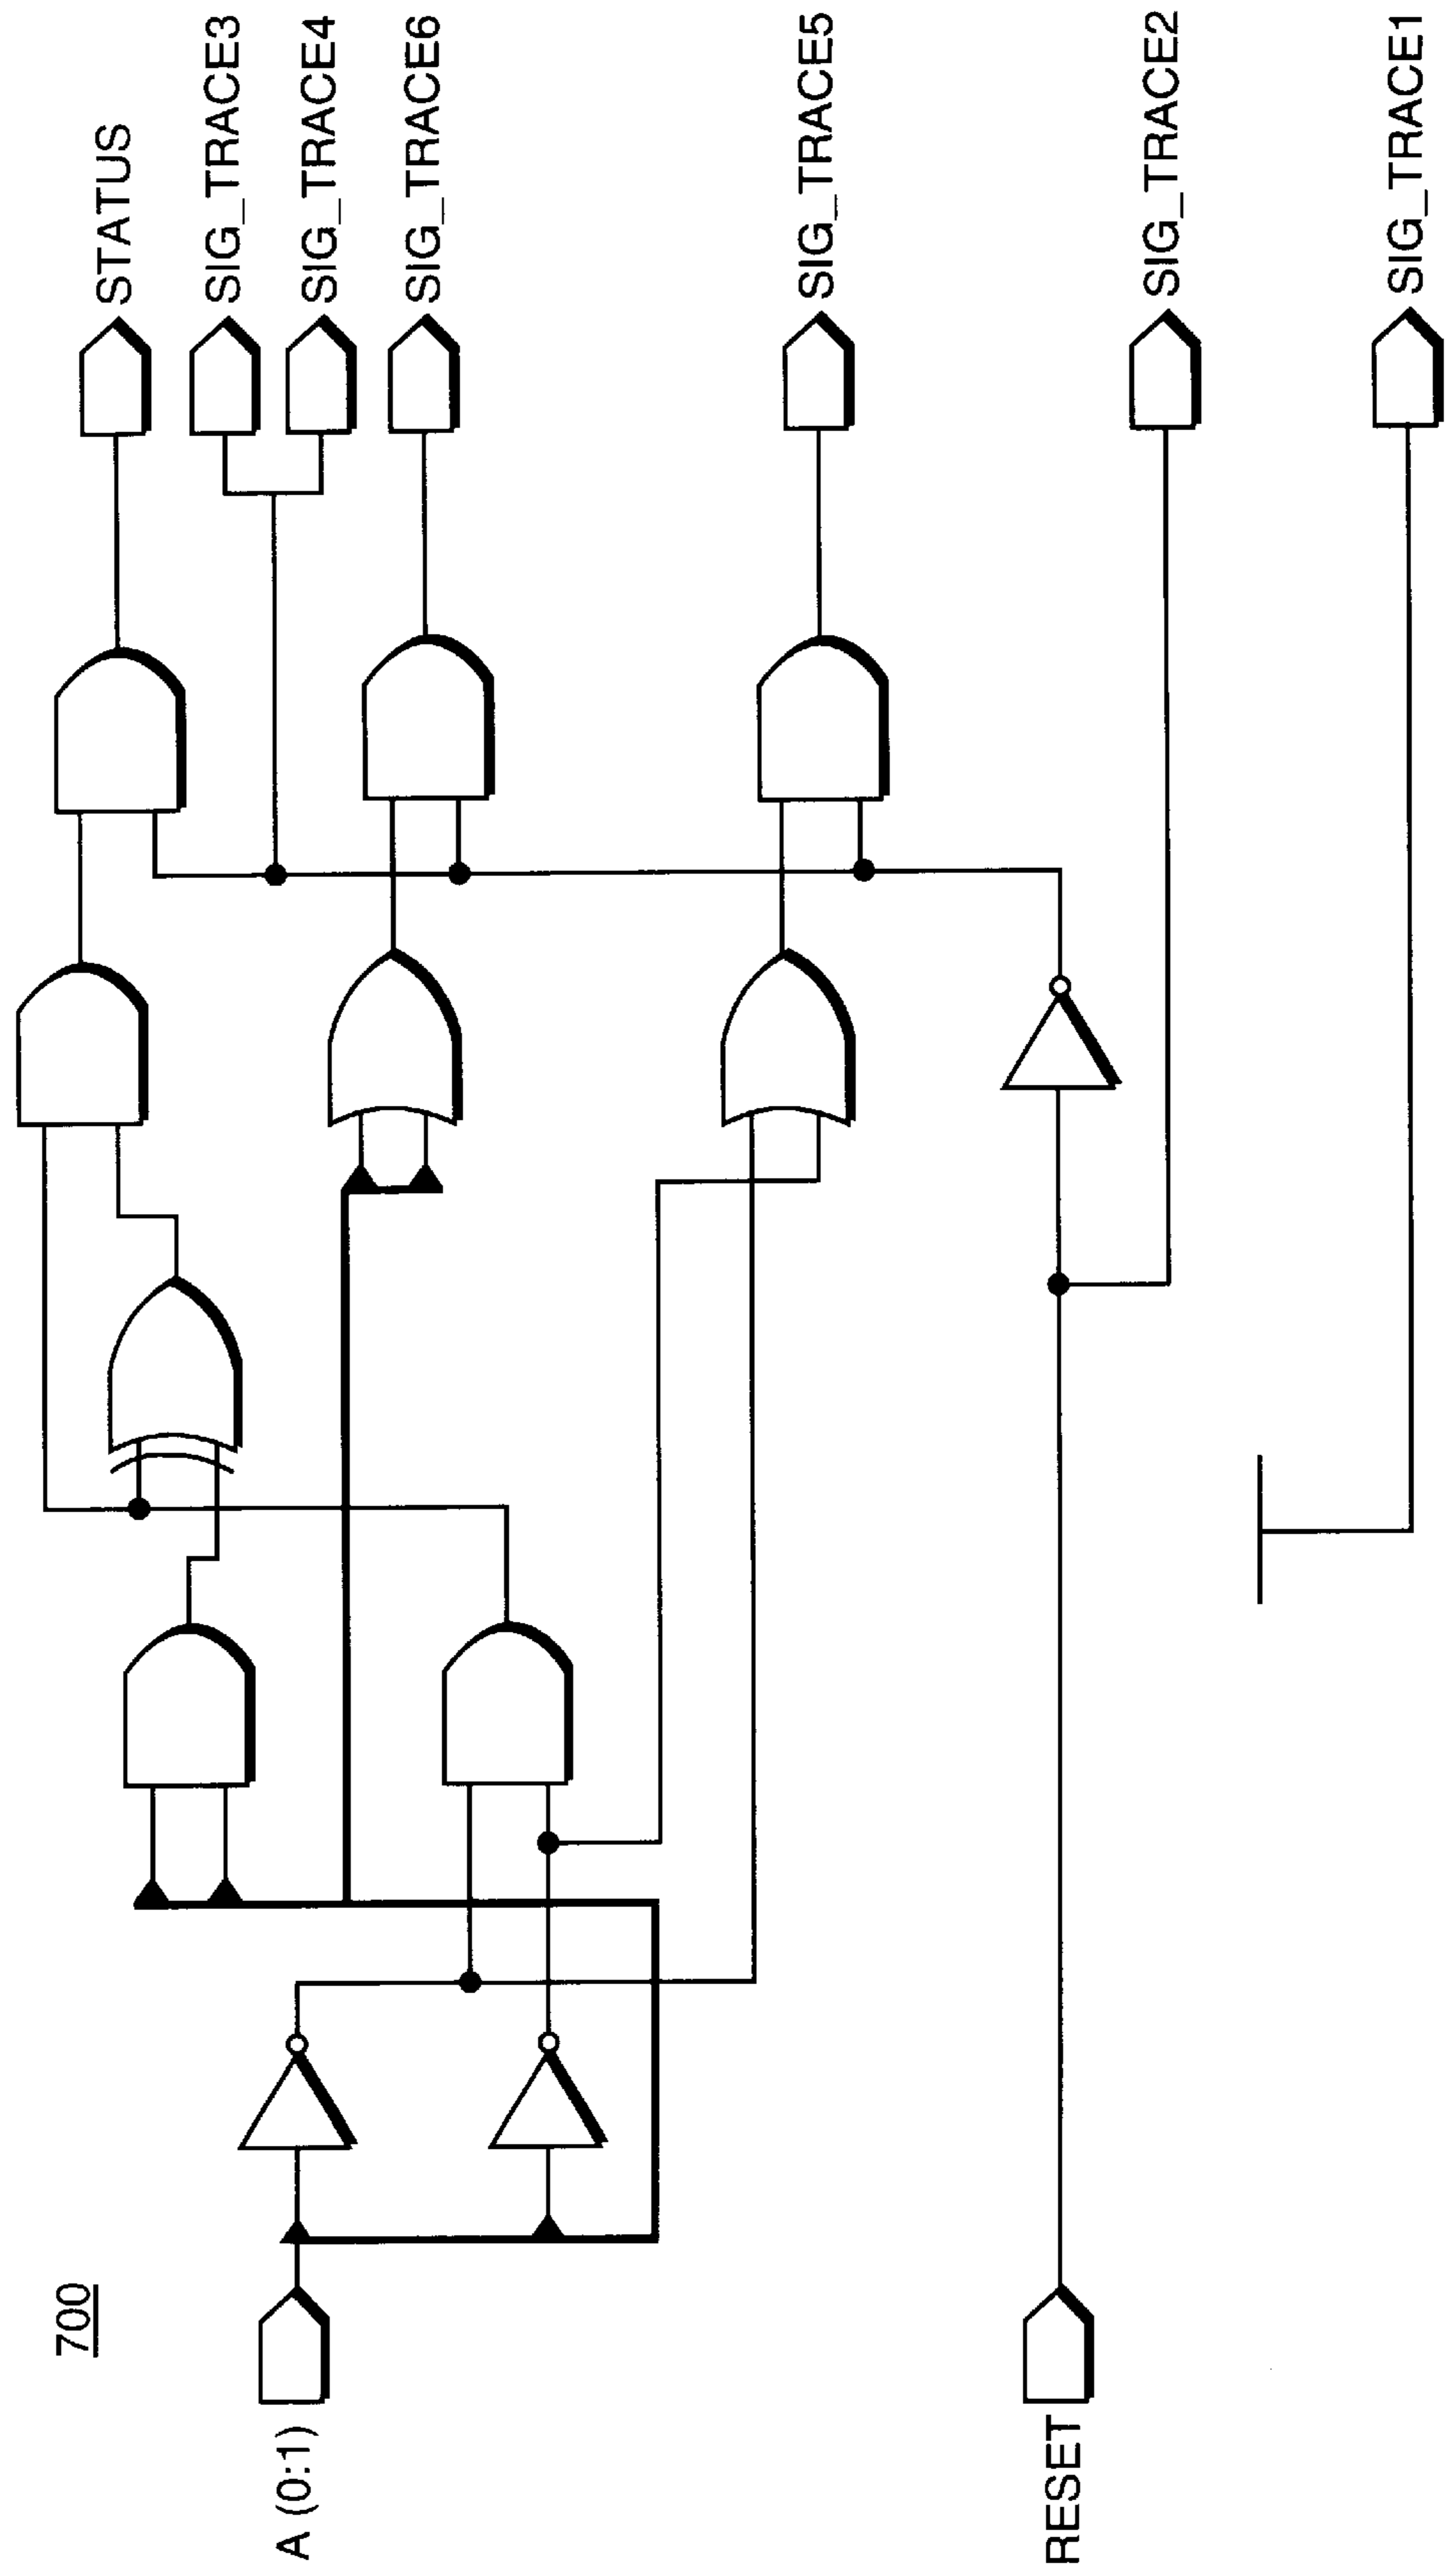 700
A (0:1)
RESET
STATUS
SIG_TRACE3
SIG_TRACE4
SIG_TRACE6
SIG_TRACE5
SIG_TRACE2
SIG_TRACE1